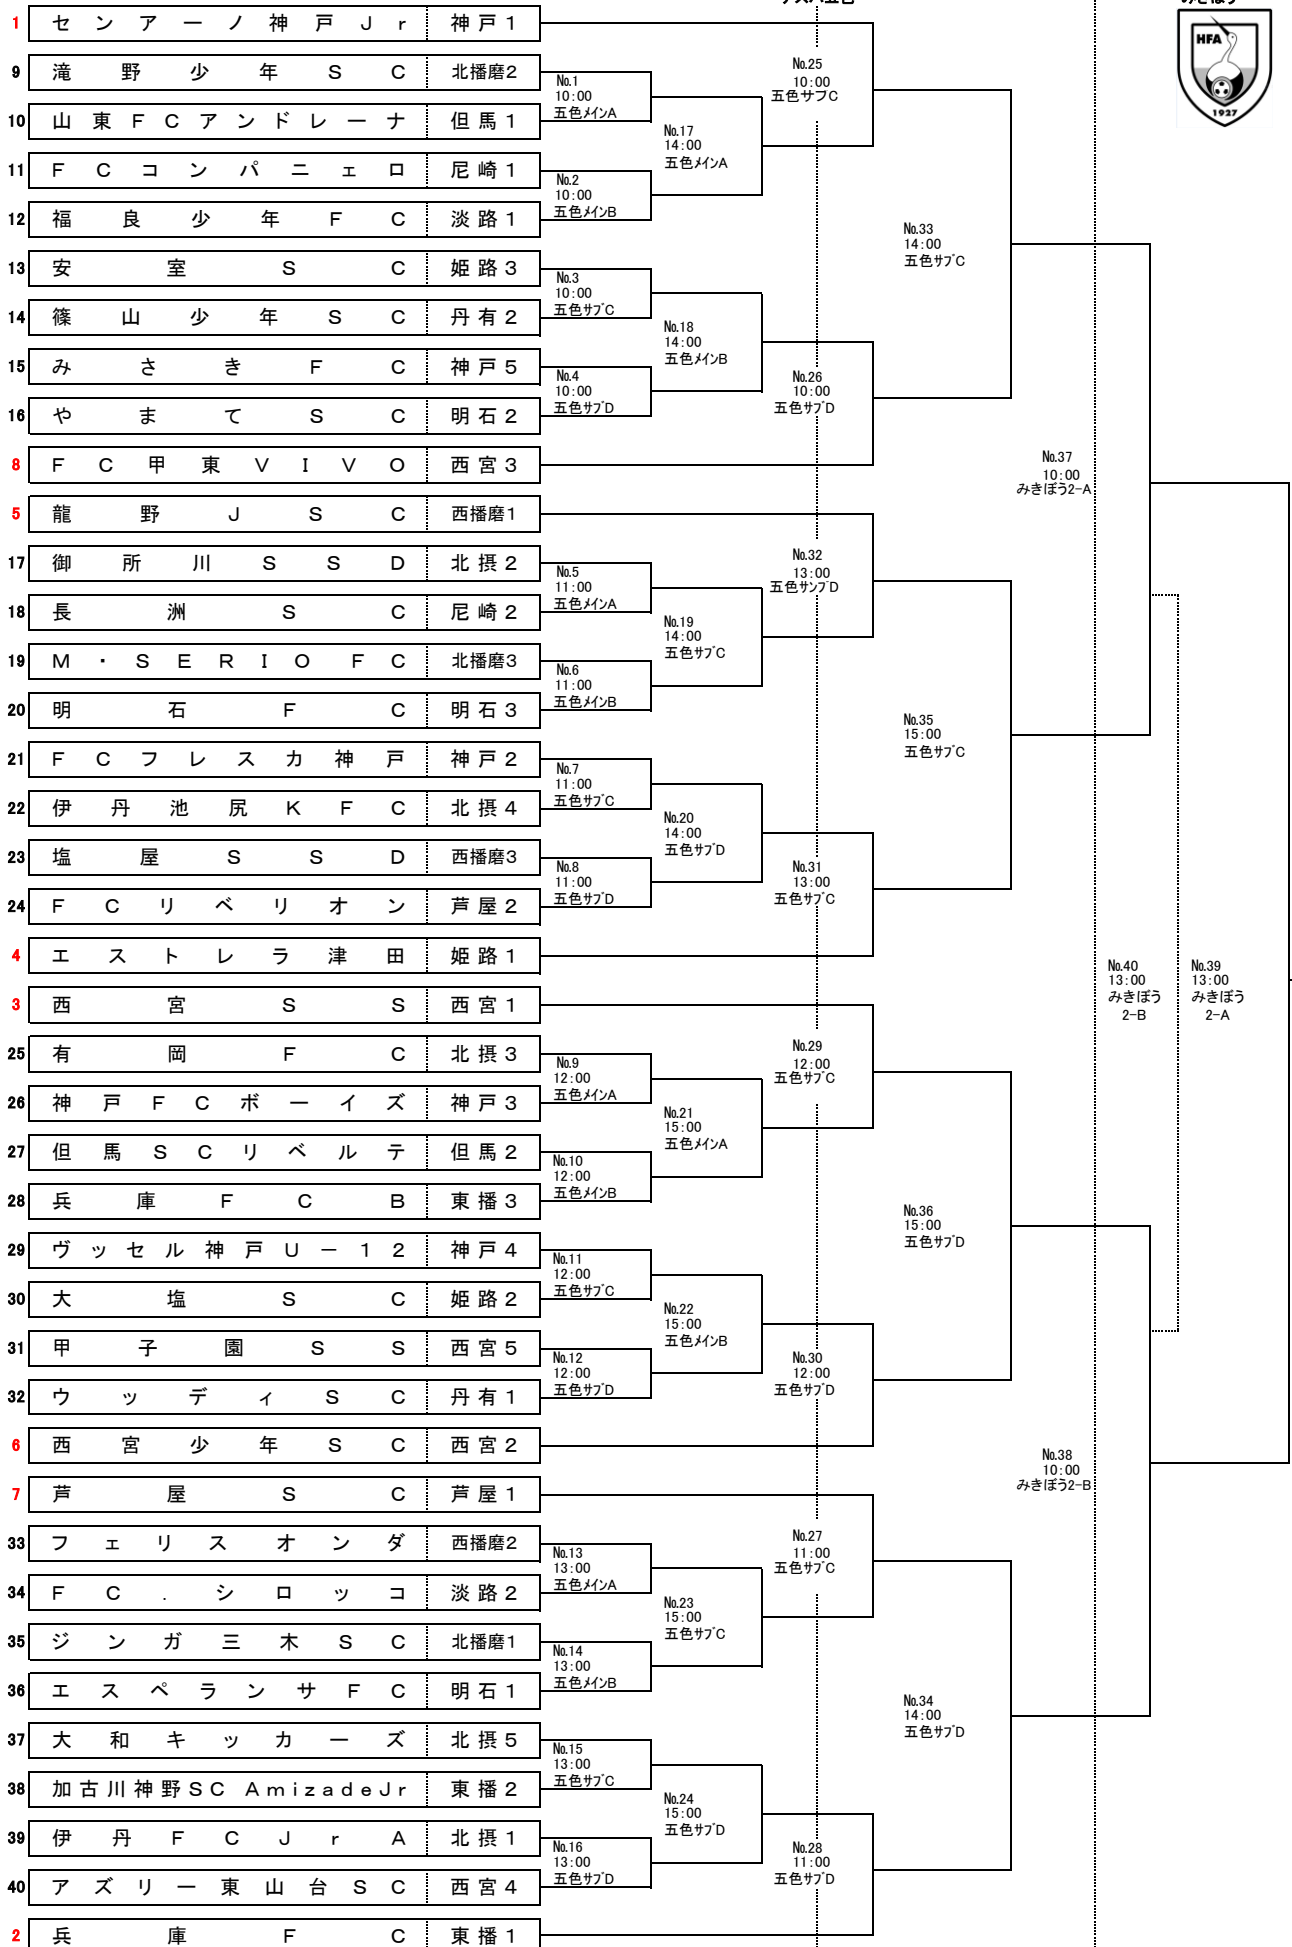 1 センアーノ神戸Jr 神戸1
9 滝野少年SC 北播磨2
10 山東FCアンドレーナ 但馬1
11 FCコンパニェロ 尼崎1
12 福良少年FC 淡路1
13 安室SC 姫路3
14 篠山少年SC 丹有2
15 みさきFC 神戸5
16 やまてSC 明石2
8 FC甲東VIVO 西宮3
5 龍野JSC 西播磨1
17 御所川SSD 北摂2
18 長洲SC 尼崎2
19 M・SERIO FC 北播磨3
20 明石FC 明石3
21 FCフレスカ神戸 神戸2
22 伊丹池尻KFC 北摂4
23 塩屋SSD 西播磨3
24 FCリベリオン 芦屋2
4 エストレラ津田 姫路1
3 西宮SS 西宮1
25 有岡FC 北摂3
26 神戸FCボーイズ 神戸3
27 但馬SCリベルテ 但馬2
28 兵庫FC B 東播3
29 ヴッセル神戸U-12 神戸4
30 大塩SC 姫路2
31 甲子園SS 西宮5
32 ウッディSC 丹有1
6 西宮少年SC 西宮2
7 芦屋SC 芦屋1
33 フェリスオンダ 西播磨2
34 FC.シロッコ 淡路2
35 ジンガ三木SC 北播磨1
36 エスペランサFC 明石1
37 大和キッカーズ 北摂5
38 加古川神野SC AmizadeJr 東播2
39 伊丹FCJr A 北摂1
40 アズリー東山台SC 西宮4
2 兵庫FC 東播1
No.1
10:00
五色メインA
No.2
10:00
五色メインB
No.3
10:00
五色サブC
No.4
10:00
五色サブD
No.5
11:00
五色メインA
No.6
11:00
五色メインB
No.7
11:00
五色サブC
No.8
11:00
五色サブD
No.9
12:00
五色メインA
No.10
12:00
五色メインB
No.11
12:00
五色サブC
No.12
12:00
五色サブD
No.13
13:00
五色メインA
No.14
13:00
五色メインB
No.15
13:00
五色サブC
No.16
13:00
五色サブD
No.17
14:00
五色メインA
No.18
14:00
五色メインB
No.19
14:00
五色サブC
No.20
14:00
五色サブD
No.21
15:00
五色メインA
No.22
15:00
五色メインB
No.23
15:00
五色サブC
No.24
15:00
五色サブD
No.25
10:00
五色サブC
No.26
10:00
五色サブD
No.32
13:00
五色サンブD
No.31
13:00
五色サブC
No.29
12:00
五色サブC
No.30
12:00
五色サブD
No.27
11:00
五色サブC
No.28
11:00
五色サブD
No.33
14:00
五色サブC
No.35
15:00
五色サブC
No.36
15:00
五色サブD
No.34
14:00
五色サブD
No.37
10:00
みきぼう2-A
No.38
10:00
みきぼう2-B
No.40
13:00
みきぼう
2-B
No.39
13:00
みきぼう
2-A
みきぼう
HFA
1927